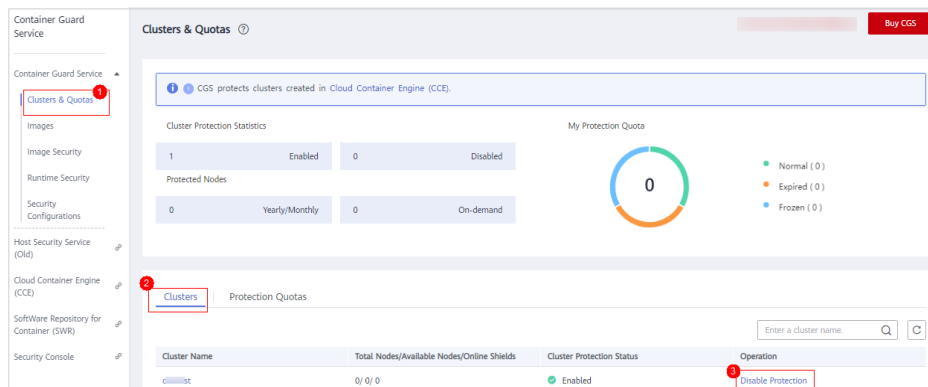 Container Guard
Service
Clusters & Quotas ?
Buy CGS
Container Guard Service
1
Clusters & Quotas
Images
Image Security
Runtime Security
Security
Configurations
Host Security Service
(Old)
Cloud Container Engine
(CCE)
SoftWare Repository for
Container (SWR)
Security Console
CGS protects clusters created in Cloud Container Engine (CCE).
Cluster Protection Statistics
1 Enabled 0 Disabled
Protected Nodes
0 Yearly/Monthly 0 On-demand
My Protection Quota
0
Normal ( 0 )
Expired ( 0 )
Frozen ( 0 )
2
Clusters Protection Quotas
Enter a cluster name.
Cluster Name Total Nodes/Available Nodes/Online Shields Cluster Protection Status Operation
3
0/ 0/ 0 Enabled Disable Protection